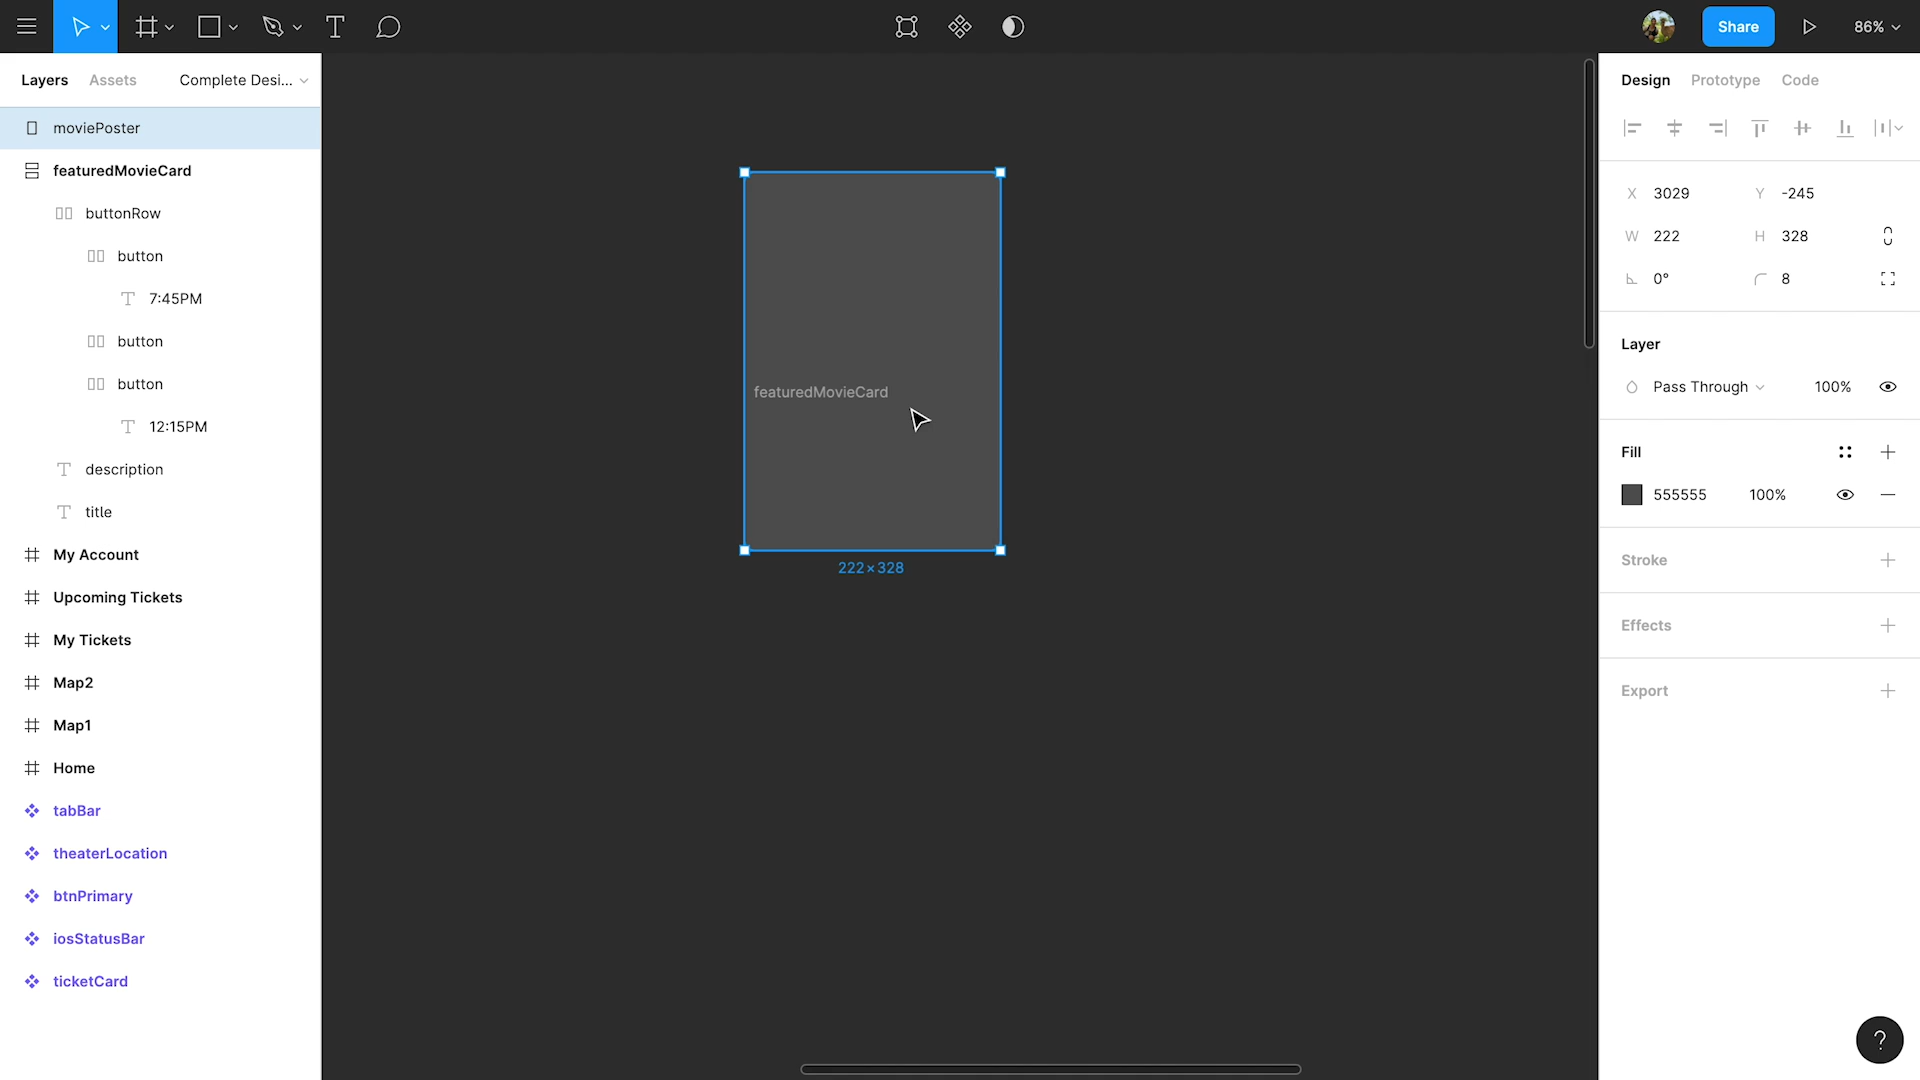 Share
86%
Layers Assets Complete Desi...
moviePoster
featuredMovieCard
buttonRow
button
7:45PM
button
button
12:15PM
description
title
My Account
Upcoming Tickets
My Tickets
Map2
Map1
Home
tabBar
theaterLocation
btnPrimary
iosStatusBar
ticketCard
featuredMovieCard
222×328
Design Prototype Code
X 3029 Y -245
W 222 H 328
0° 8
Layer
Pass Through 100%
Fill
555555 100%
Stroke
Effects
Export
?